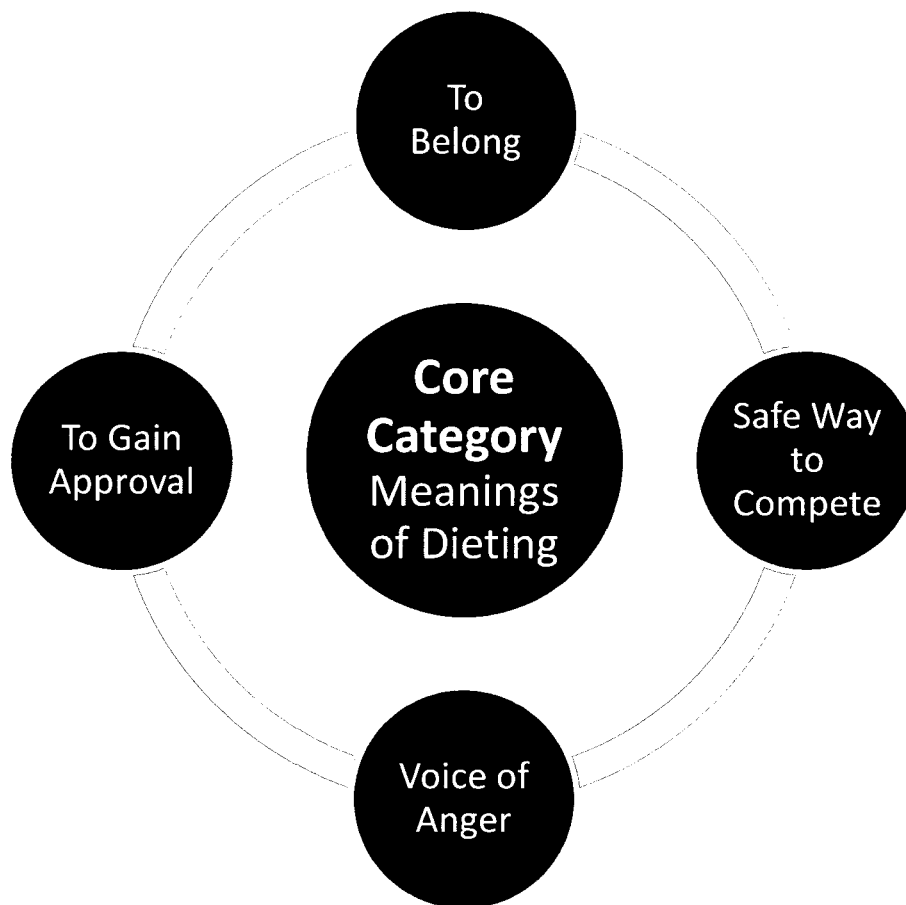 To
Belong
To Gain
Approval
Core
Category
Meanings
of Dieting
Safe Way
to
Compete
Voice of
Anger